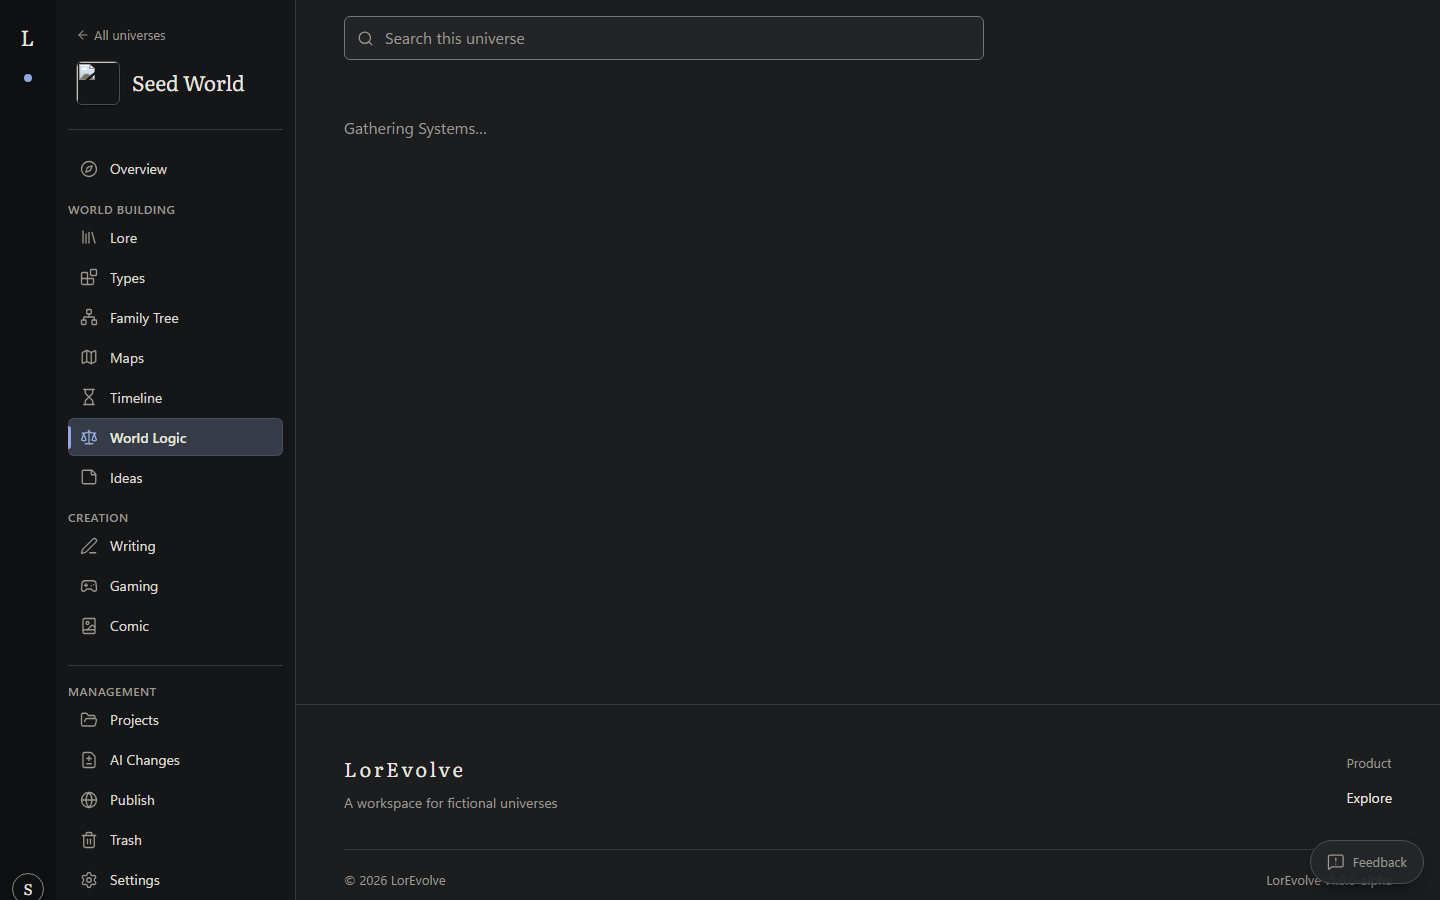 L
All universes
Seed World
Overview
WORLD BUILDING
Lore
Types
Family Tree
Maps
Timeline
World Logic
Ideas
CREATION
Writing
Gaming
Comic
MANAGEMENT
Projects
AI Changes
Publish
Trash
Settings
S
Search this universe
Gathering Systems...
LorEvolve
A workspace for fictional universes
Product
Explore
© 2026 LorEvolve
LorEvolve
Feedback